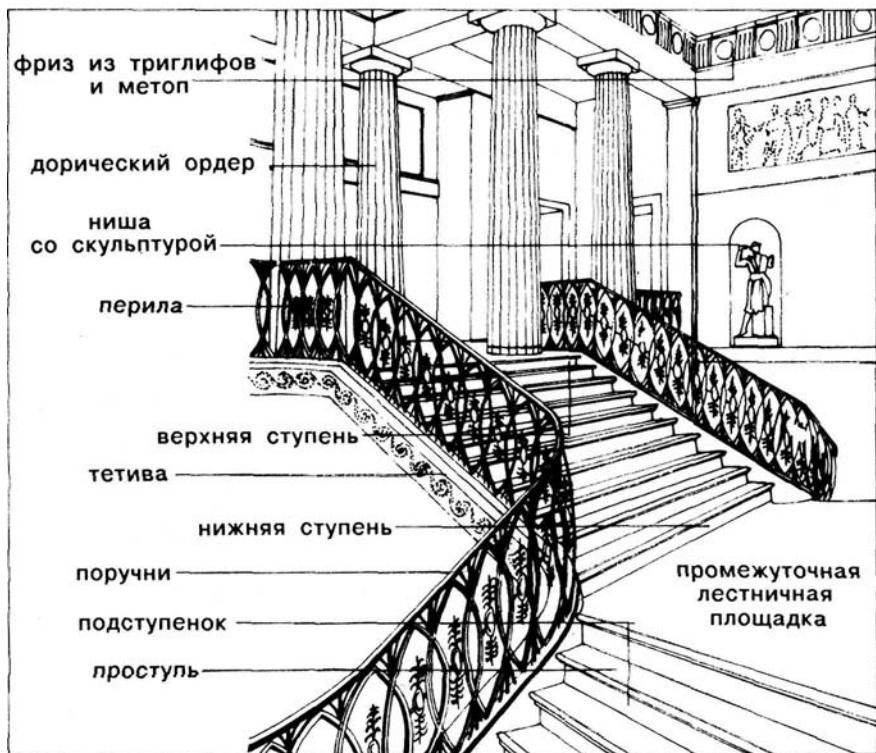 фриз из триглифов
и метоп
дорический ордер
ниша
со скульптурой
перила
верхняя ступень
тетива
нижняя ступень
поручни
подступенок
проступь
промежуточная
лестничная
площадка